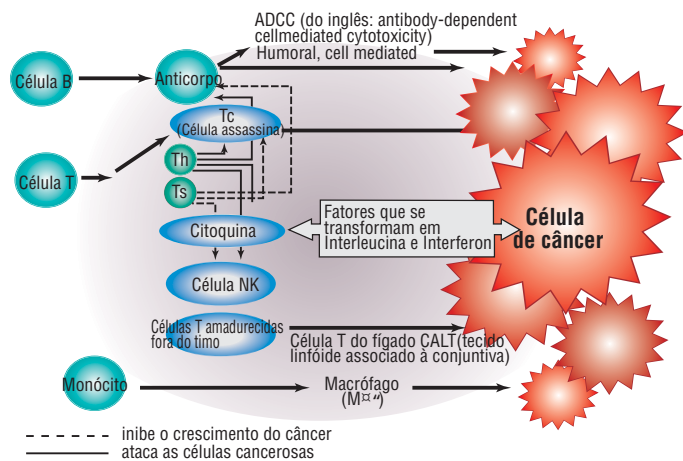 ADCC (do inglês: antibody-dependent
cellmediated cytotoxicity)
Humoral, cell mediated
Célula B
Anticorpo
Tc
(Célula assassina)
Th
Célula T
Ts
Fatores que se
transformam em
Interleucina e Interferon
Célula
de câncer
Citoquina
Célula NK
Células T amadurecidas
fora do timo
Célula T do fígado CALT(tecido
linfóide associado à conjuntiva)
Monócito
Macrófago
(M¤“)
inibe o crescimento do câncer
ataca as células cancerosas